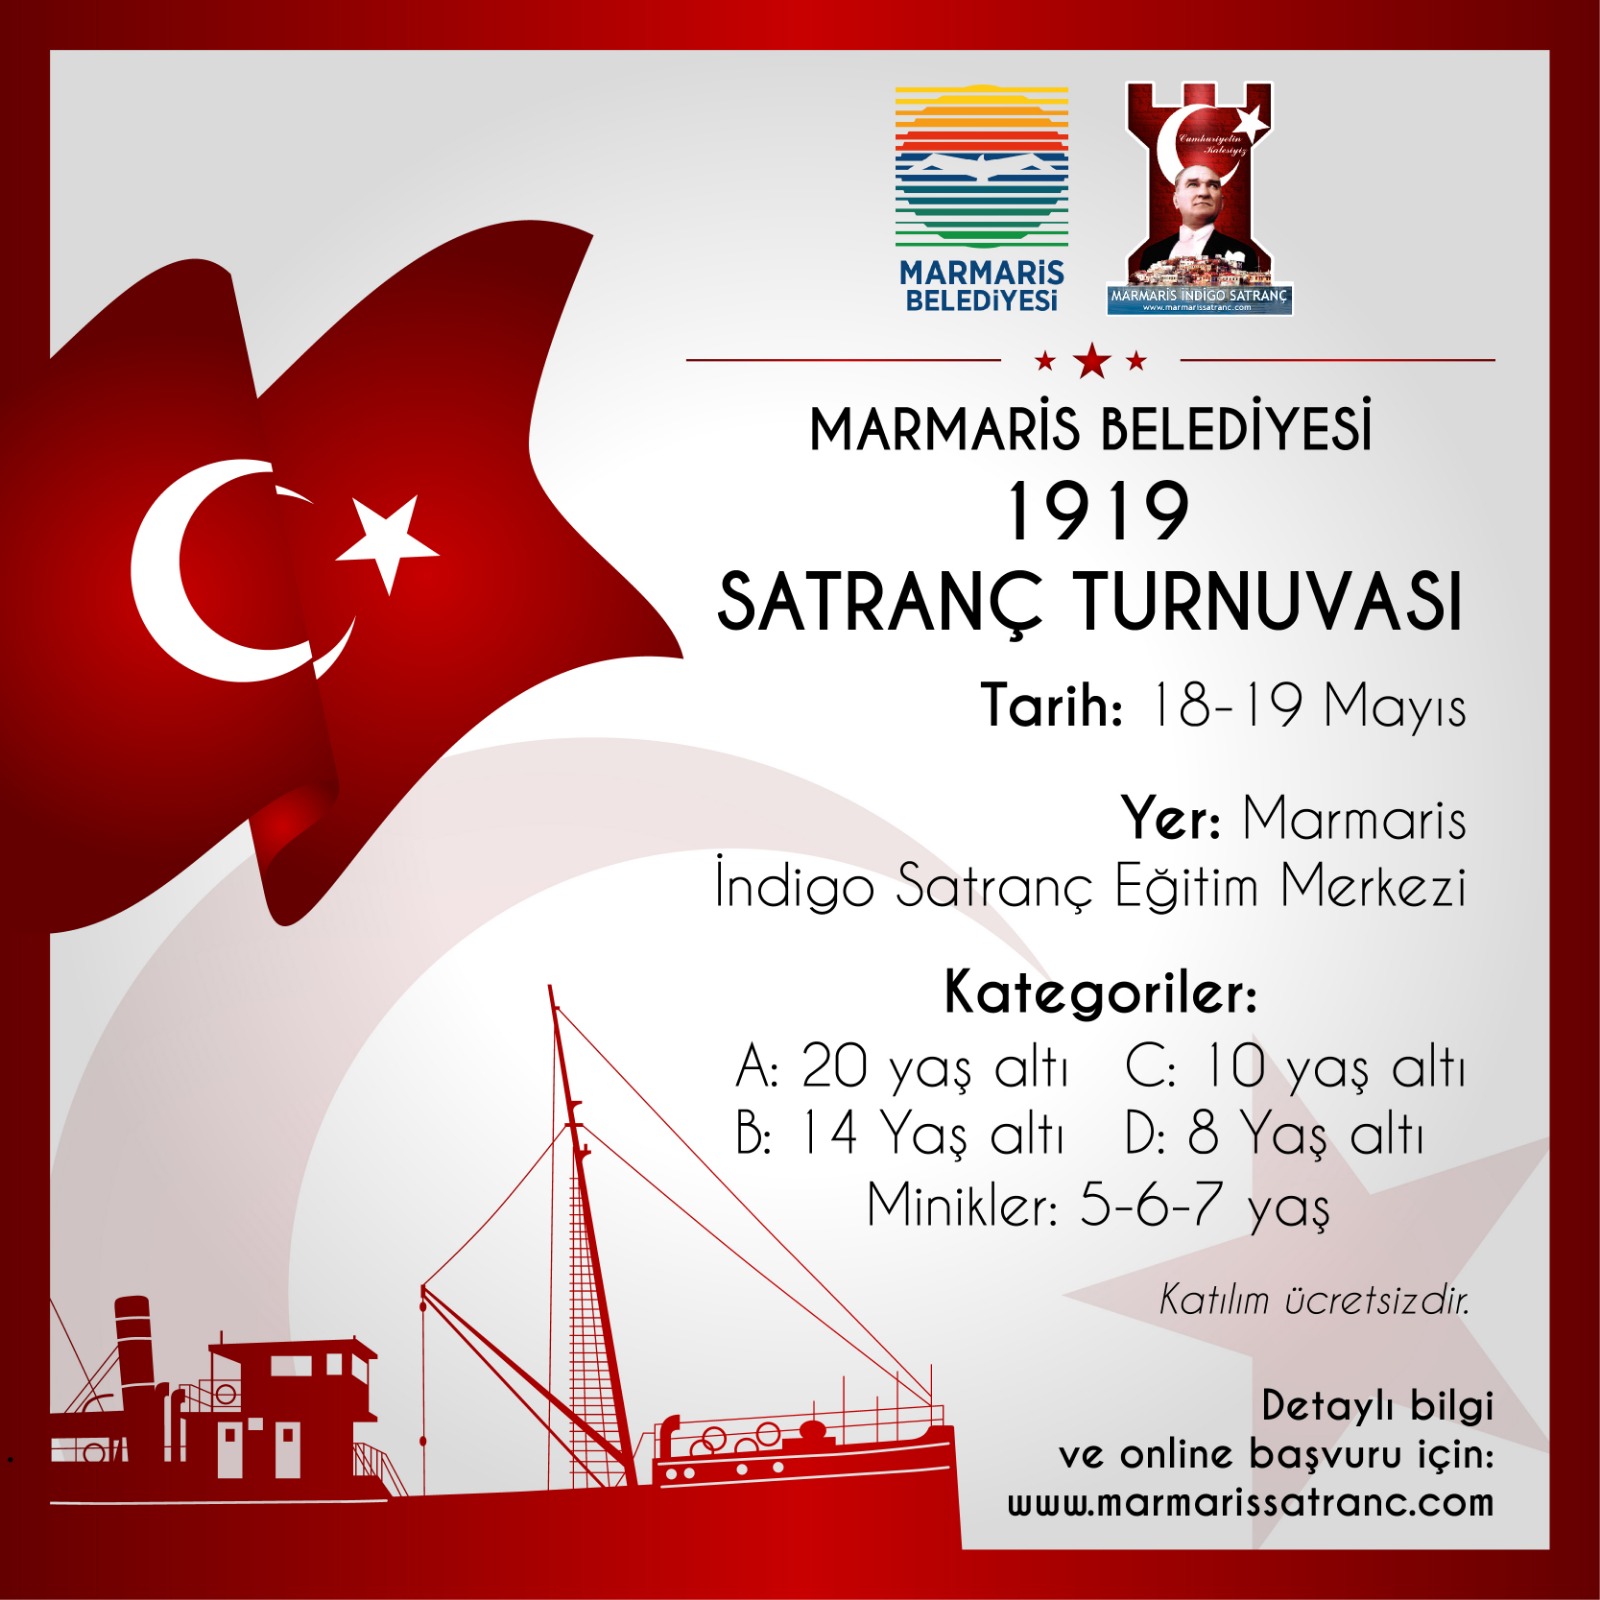 MARMARİS
BELEDİYESİ
Cumhuriyetin
Kalesiyiz
MARMARİS İNDİGO SATRANÇ
www.marmarissatranc.com
MARMARİS BELEDİYESİ
1919
SATRANÇ TURNUVASI
Tarih: 18-19 Mayıs
Yer: Marmaris
İndigo Satranç Eğitim Merkezi
Kategoriler:
A: 20 yaş altı C: 10 yaş altı
B: 14 Yaş altı D: 8 Yaş altı
Minikler: 5-6-7 yaş
Katılım ücretsizdir.
Detaylı bilgi
ve online başvuru için:
www.marmarissatranc.com